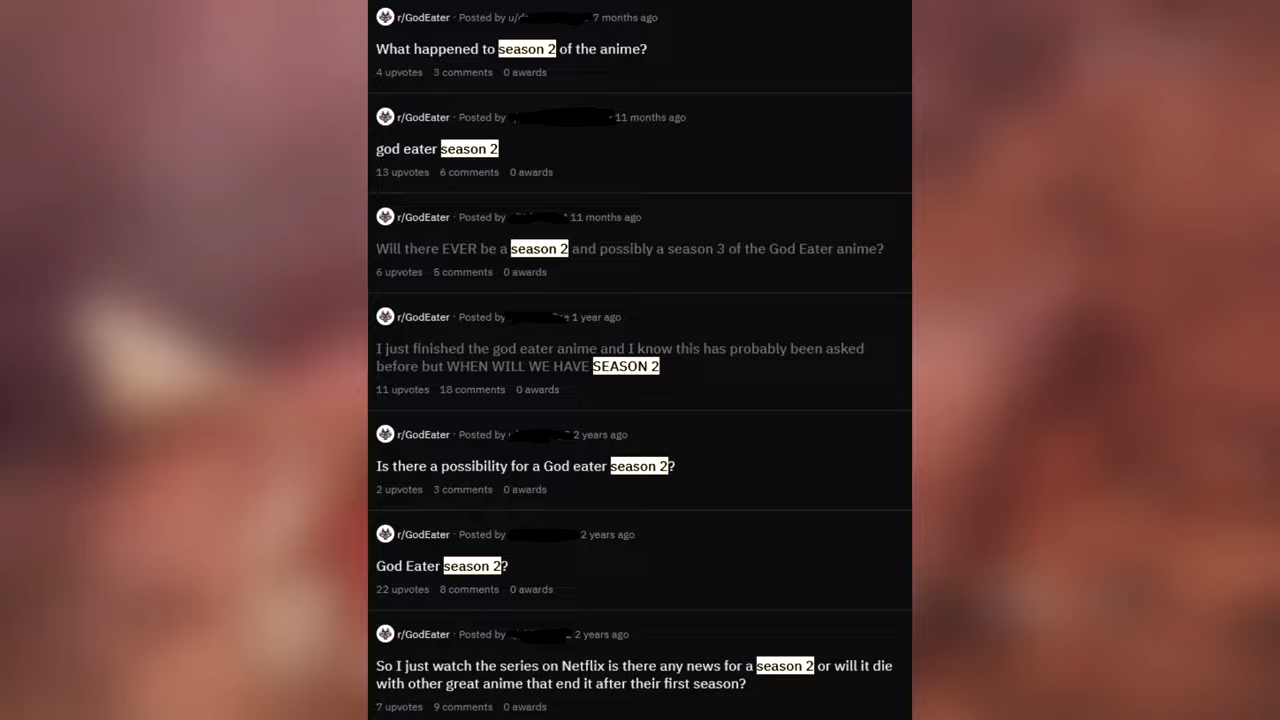 r/GodEater · Posted by u/ 7 months ago
What happened to season 2 of the anime?
4 upvotes 3 comments 0 awards
r/GodEater · Posted by · 11 months ago
god eater season 2
13 upvotes 6 comments 0 awards
r/GodEater · Posted by 11 months ago
Will there EVER be a season 2 and possibly a season 3 of the God Eater anime?
6 upvotes 5 comments 0 awards
r/GodEater · Posted by 1 year ago
I just finished the god eater anime and I know this has probably been asked
before but WHEN WILL WE HAVE SEASON 2
11 upvotes 18 comments 0 awards
r/GodEater · Posted by 2 years ago
Is there a possibility for a God eater season 2?
2 upvotes 3 comments 0 awards
r/GodEater · Posted by 2 years ago
God Eater season 2?
22 upvotes 8 comments 0 awards
r/GodEater · Posted by 2 years ago
So I just watch the series on Netflix is there any news for a season 2 or will it die
with other great anime that end it after their first season?
7 upvotes 9 comments 0 awards